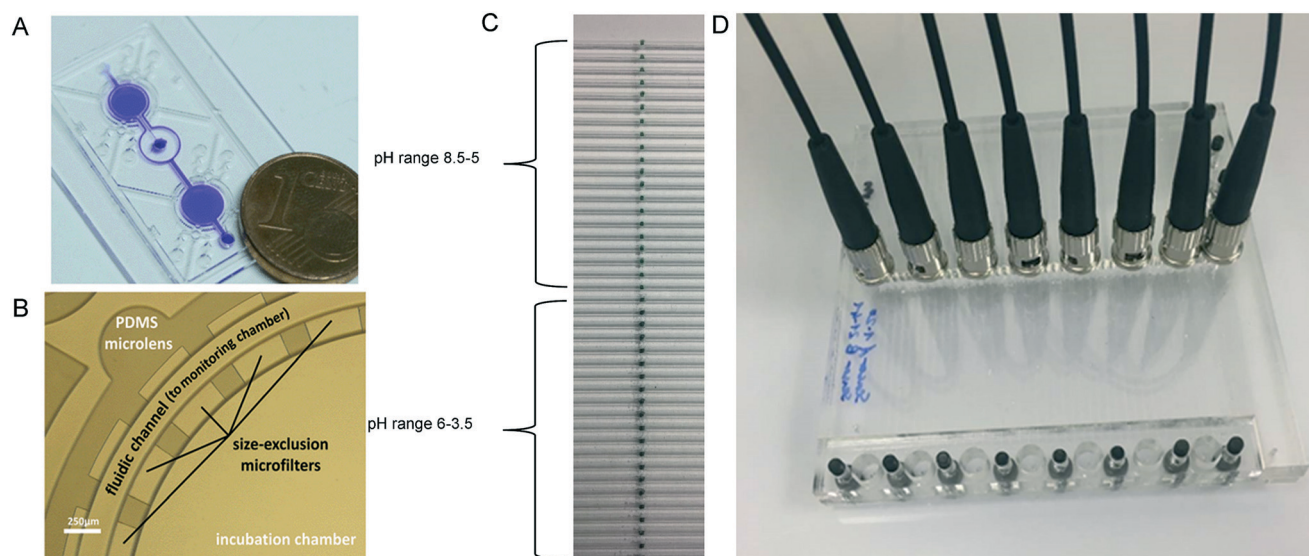 A
1
B
PDMS
microlens
fluidic channel (to monitoring chamber)
size-exclusion
microfilters
250µm
incubation chamber
pH range 8.5-5
pH range 6-3.5
C
D